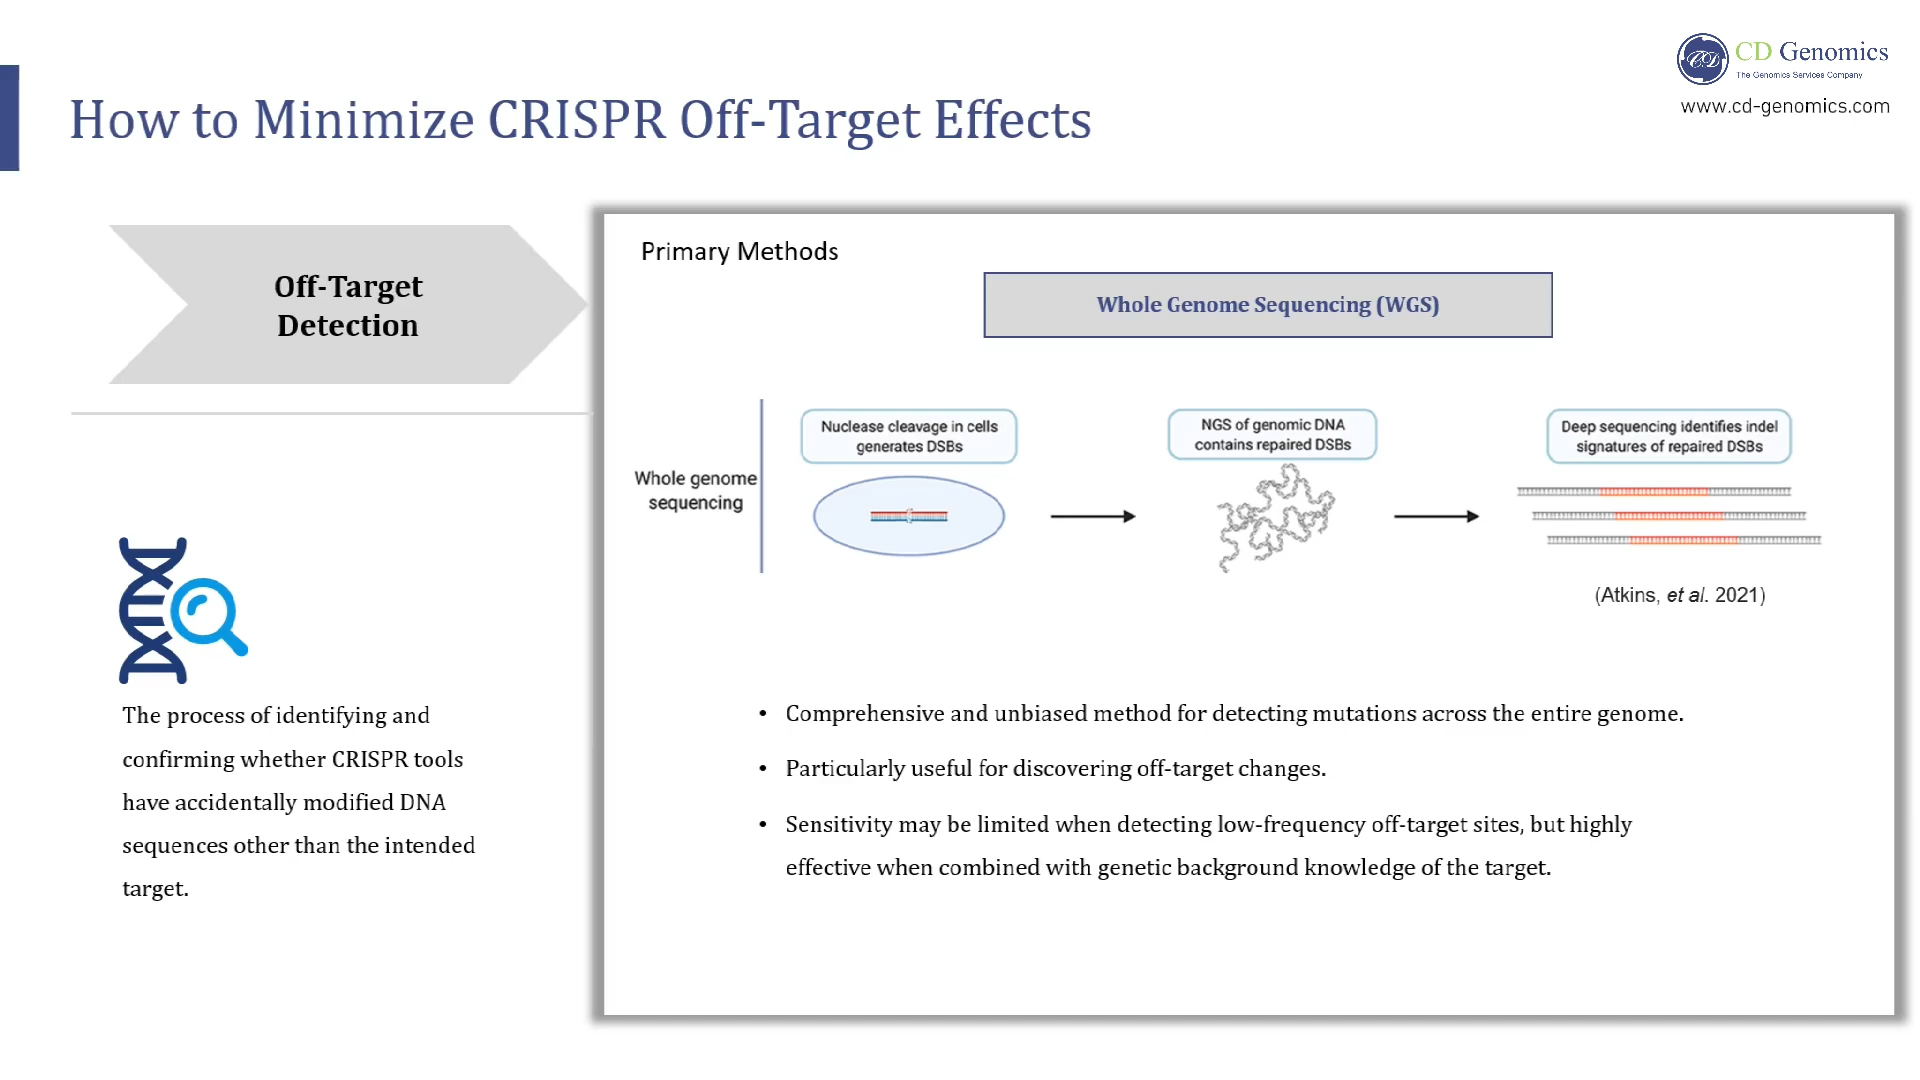 CD Genomics
The Genomics Services Company
www.cd-genomics.com
How to Minimize CRISPR Off-Target Effects
Off-Target
Detection
The process of identifying and
confirming whether CRISPR tools
have accidentally modified DNA
sequences other than the intended
target.
Primary Methods
Whole Genome Sequencing (WGS)
Whole genome
sequencing
Nuclease cleavage in cells
generates DSBs
NGS of genomic DNA
contains repaired DSBs
Deep sequencing identifies indel
signatures of repaired DSBs
(Atkins, et al. 2021)
• Comprehensive and unbiased method for detecting mutations across the entire genome.
• Particularly useful for discovering off-target changes.
• Sensitivity may be limited when detecting low-frequency off-target sites, but highly
effective when combined with genetic background knowledge of the target.